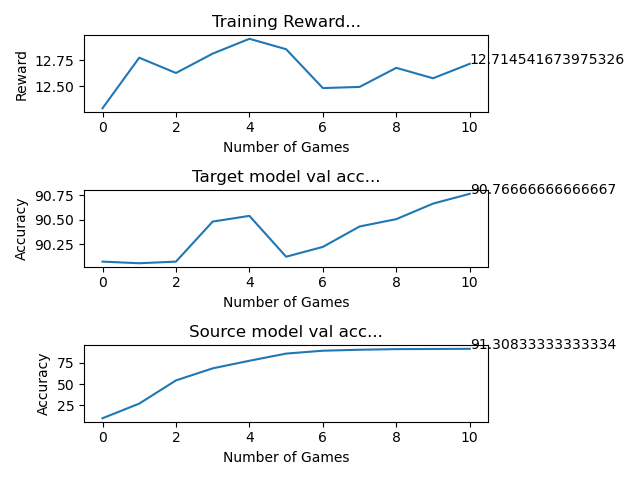 Training Reward...
12.75
12.50
Reward
12.714541673975326
0 2 4 6 8 10
Number of Games
Target model val acc...
90.75
90.50
90.25
Accuracy
90.76666666666667
0 2 4 6 8 10
Number of Games
Source model val acc...
75
50
25
Accuracy
91.30833333333334
0 2 4 6 8 10
Number of Games